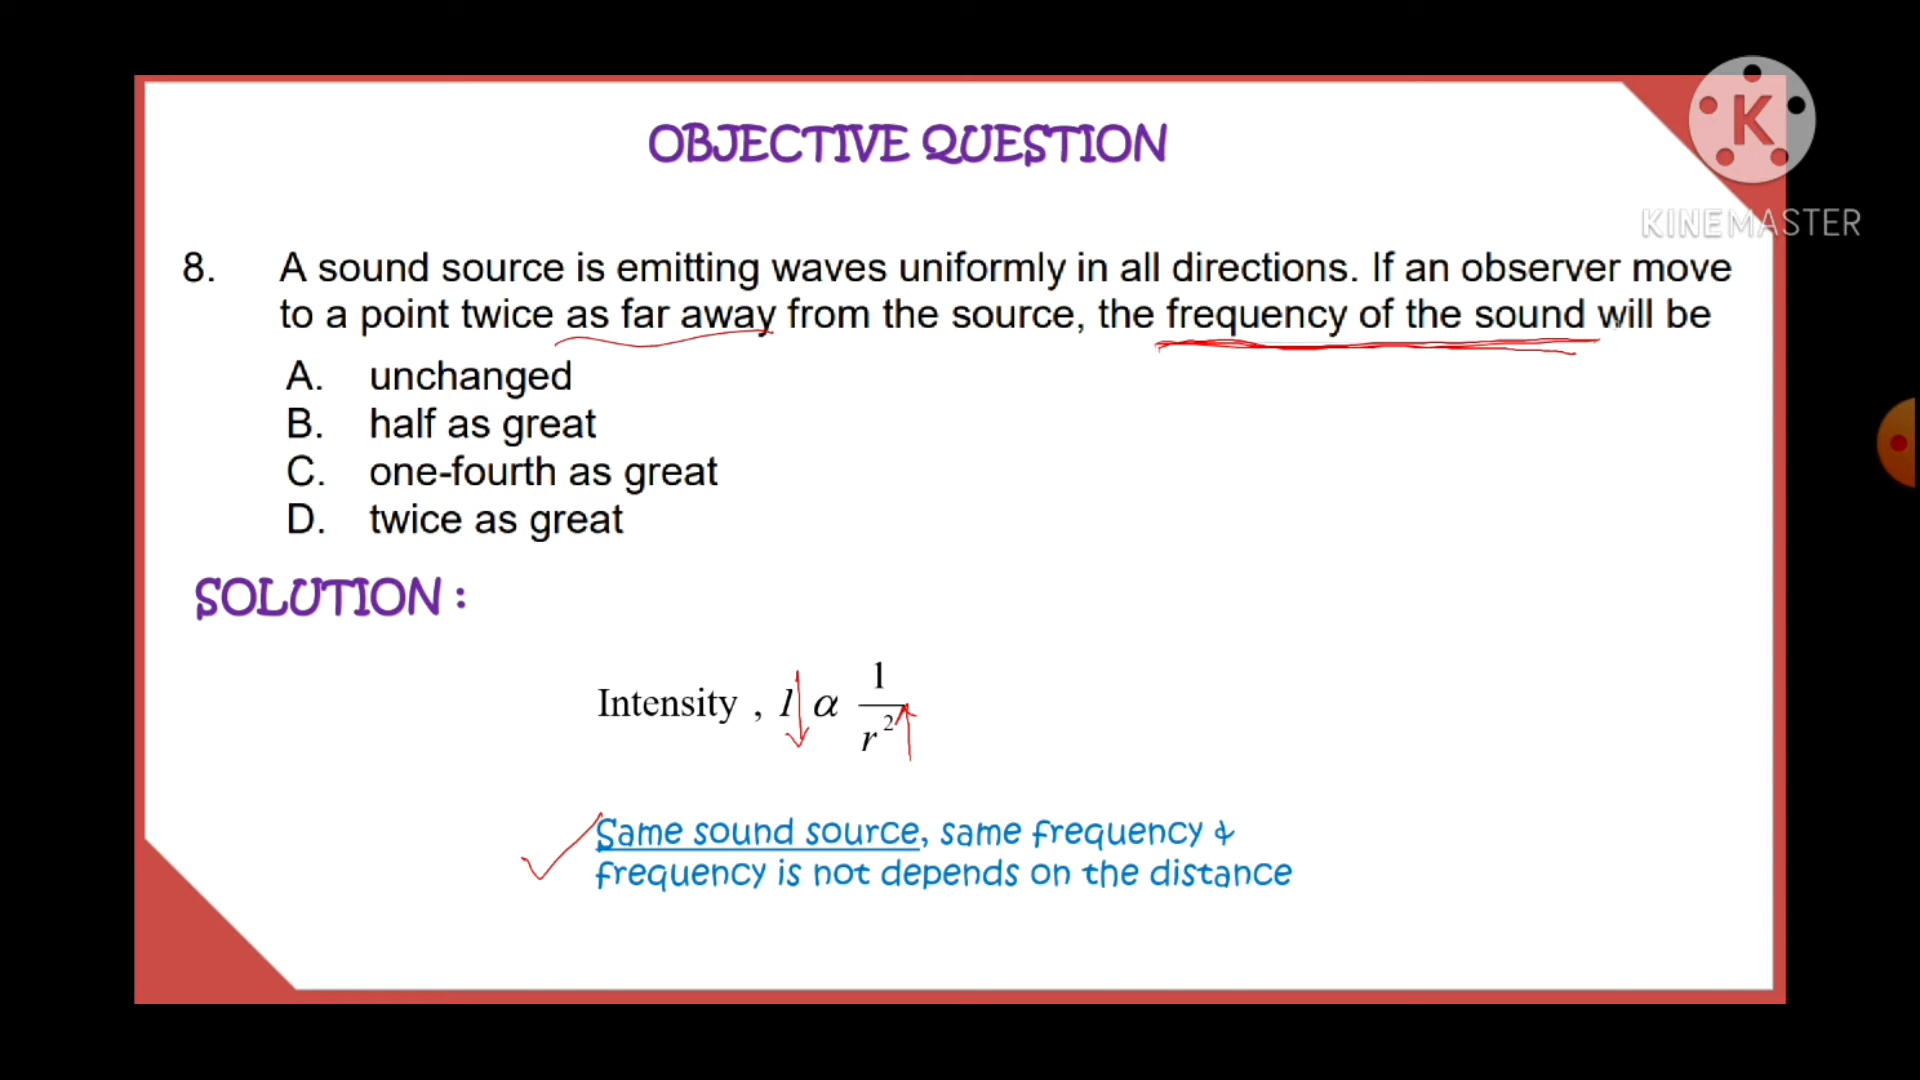 OBJECTIVE QUESTION
K
KINEMASTER
8. A sound source is emitting waves uniformly in all directions. If an observer move
to a point twice as far away from the source, the frequency of the sound will be
A. unchanged
B. half as great
C. one-fourth as great
D. twice as great
SOLUTION :
Intensity , I α 1/r²
Same sound source, same frequency &
frequency is not depends on the distance